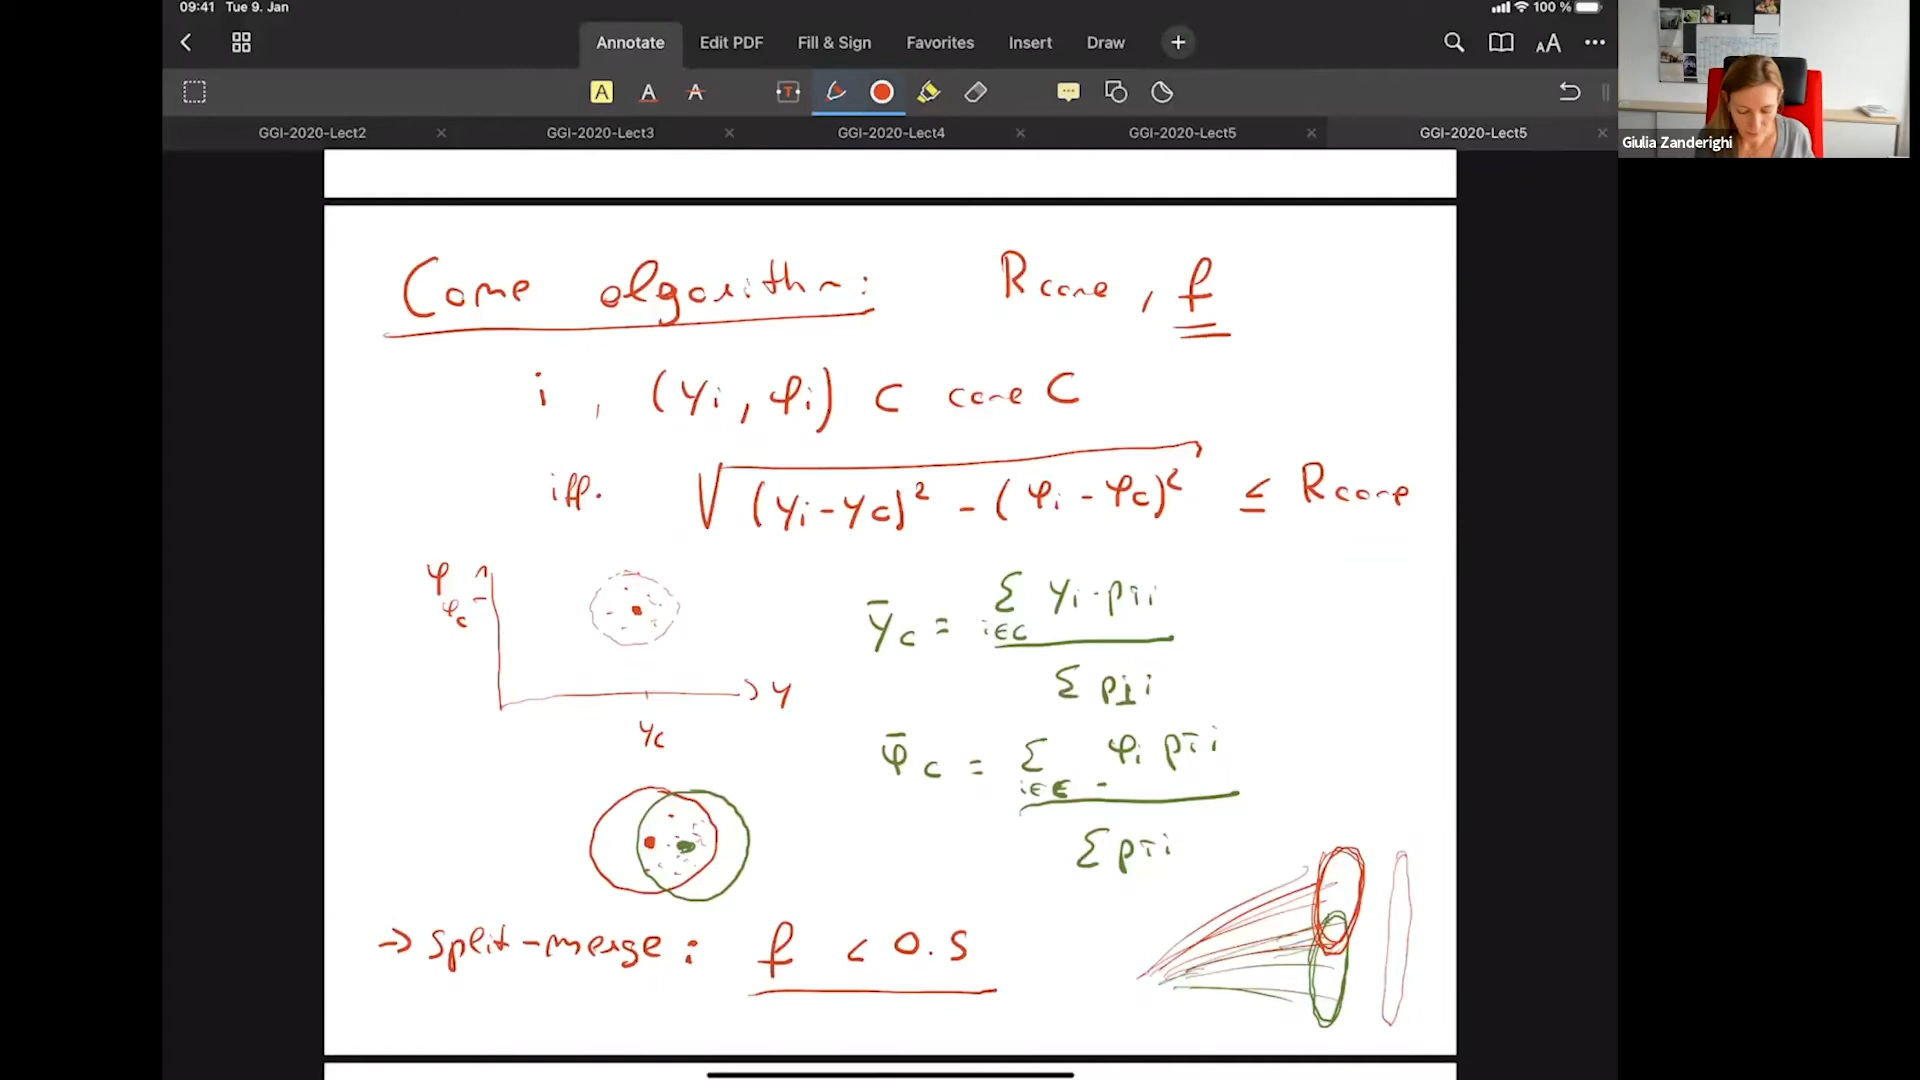 09:41 Tue 9. Jan
100 %
Annotate Edit PDF Fill & Sign Favorites Insert Draw
GGI-2020-Lect2 GGI-2020-Lect3 GGI-2020-Lect4 GGI-2020-Lect5 GGI-2020-Lect5
Giulia Zanderighi
Cone algorithm: Rcone, f
i, (yi, φi) ⊂ cone C
iff. √(yi-yc)² - (φi-φc)² ≤ Rcone
φ
φc
y
yc
ȳc = Σ i∈C yi·pTi / Σ pTi
φ̄c = Σ i∈C φi pTi / Σ pTi
→ split-merge: f < 0.5